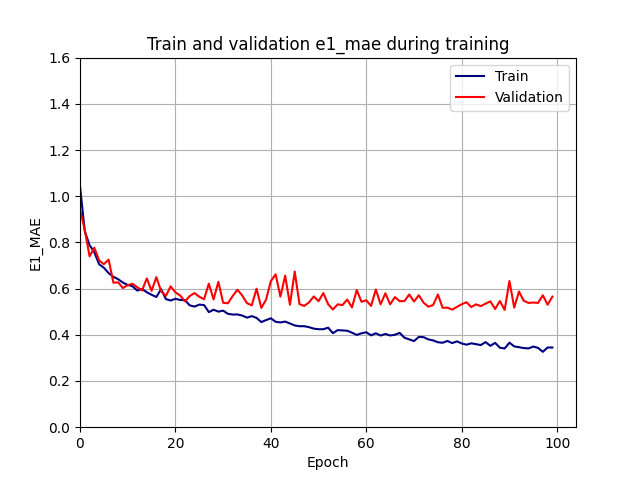 Train and validation e1_mae during training
Train
Validation
E1_MAE
1.6
1.4
1.2
1.0
0.8
0.6
0.4
0.2
0.0
0 20 40 60 80 100
Epoch